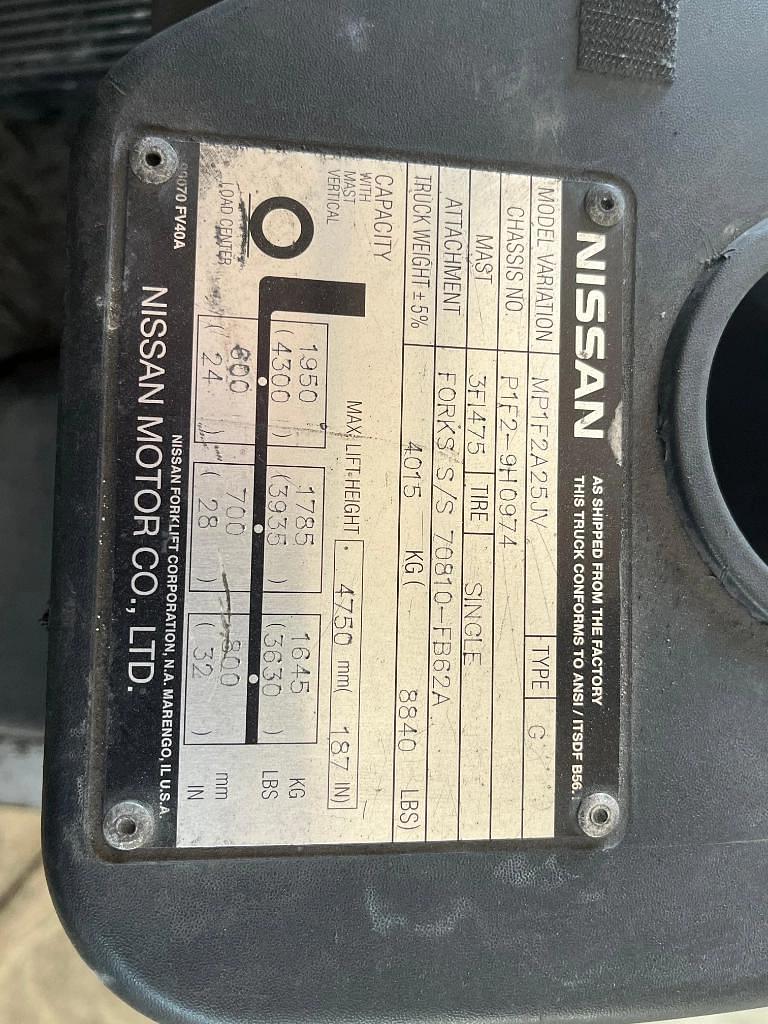 NISSAN
AS SHIPPED FROM THE FACTORY
THIS TRUCK CONFORMS TO ANSI / ITSDF B56.1
MODEL VARIATION MP1F2A25JV TYPE G
CHASSIS NO. P1F2-9H0974
MAST 3F475 TIRE SINGLE
ATTACHMENT FORKS S/S 70810-FB62A
TRUCK WEIGHT ± 5% 4015 KG( 8840 LBS)
CAPACITY
WITH
MAST
VERTICAL
MAX. LIFT HEIGHT 4750 mm( 187 IN)
1950 1785 1645 KG
(4300) (3935) (3630) LBS
LOAD CENTER 600 700 800 mm
(24) (28) (32) IN
FV40A
NISSAN FORKLIFT CORPORATION, N.A. MARENGO, IL U.S.A.
NISSAN MOTOR CO., LTD.